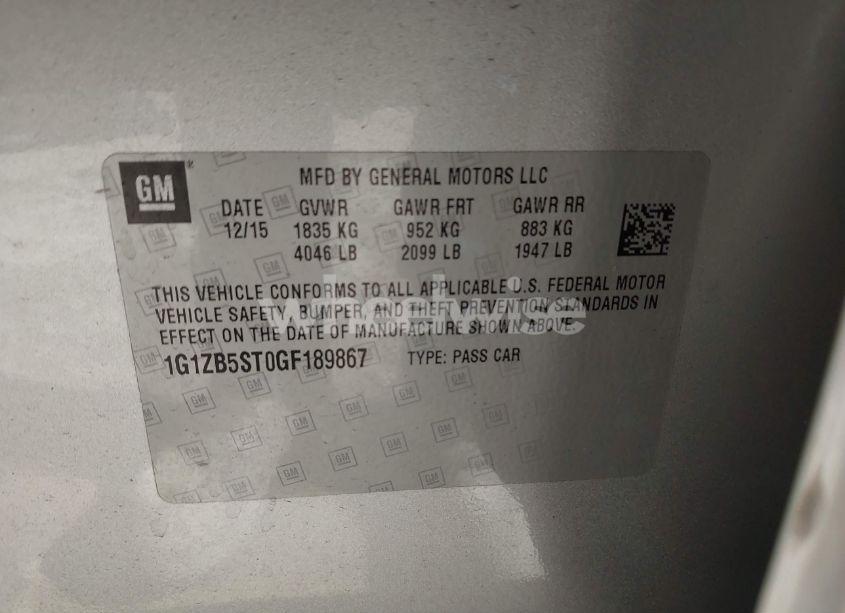 GM
MFD BY GENERAL MOTORS LLC
DATE GVWR GAWR FRT GAWR RR
12/15 1835 KG 952 KG 883 KG
4046 LB 2099 LB 1947 LB
THIS VEHICLE CONFORMS TO ALL APPLICABLE U.S. FEDERAL MOTOR
VEHICLE SAFETY, BUMPER, AND THEFT PREVENTION STANDARDS IN
EFFECT ON THE DATE OF MANUFACTURE SHOWN ABOVE.
1G1ZB5ST0GF189867 TYPE: PASS CAR